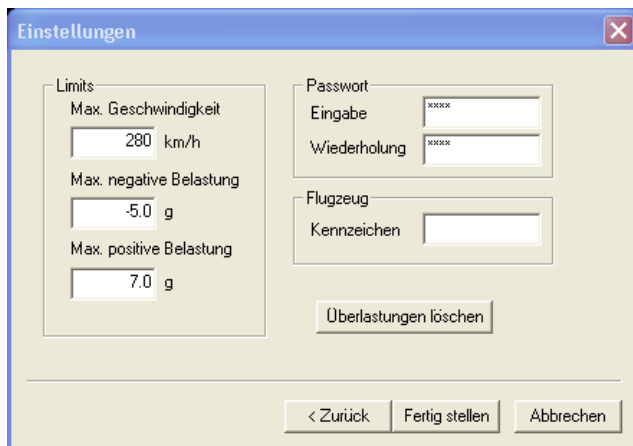 Einstellungen
Limits
Max. Geschwindigkeit
280 km/h
Max. negative Belastung
-5.0 g
Max. positive Belastung
7.0 g
Passwort
Eingabe ****
Wiederholung ****
Flugzeug
Kennzeichen
Überlastungen löschen
< Zurück
Fertig stellen
Abbrechen